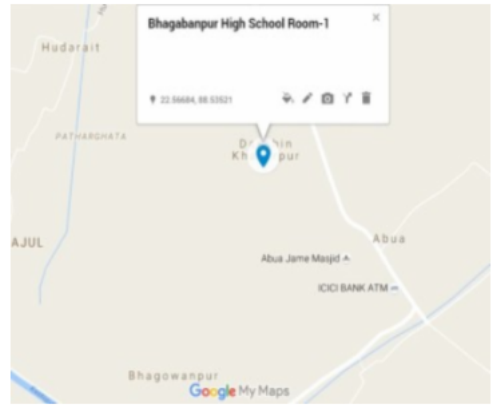 Bhagabanpur High School Room-1
Hudarait
22.56684, 88.53521
PATHARGHATA
AJUL
Abua
Abua Jame Masjid
ICICI BANK ATM
Bhagowanpur
Google My Maps